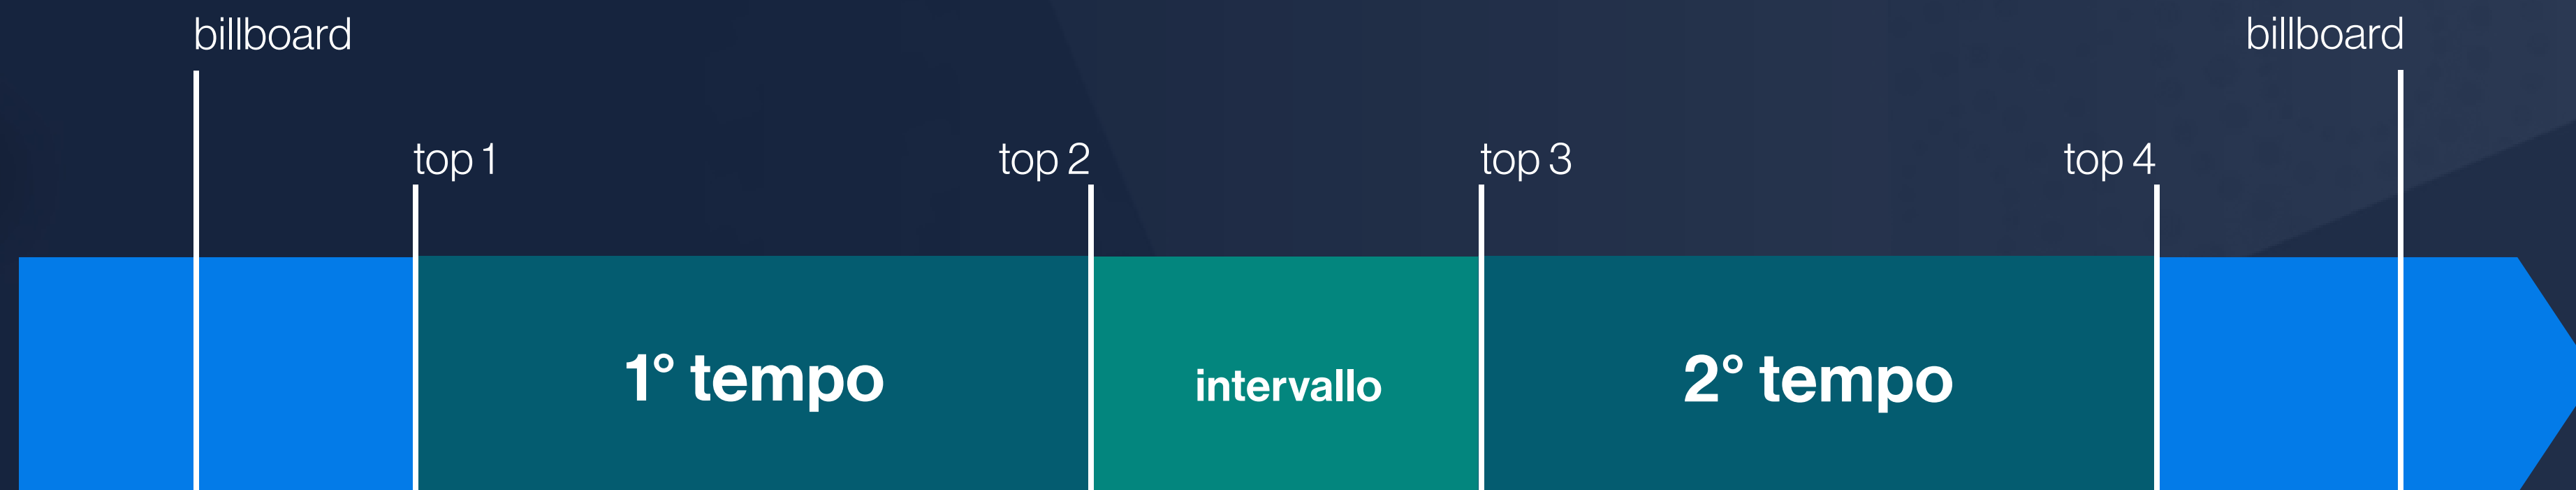 billboard
billboard
top 1
top 2
top 3
top 4
1° tempo
intervallo
2° tempo